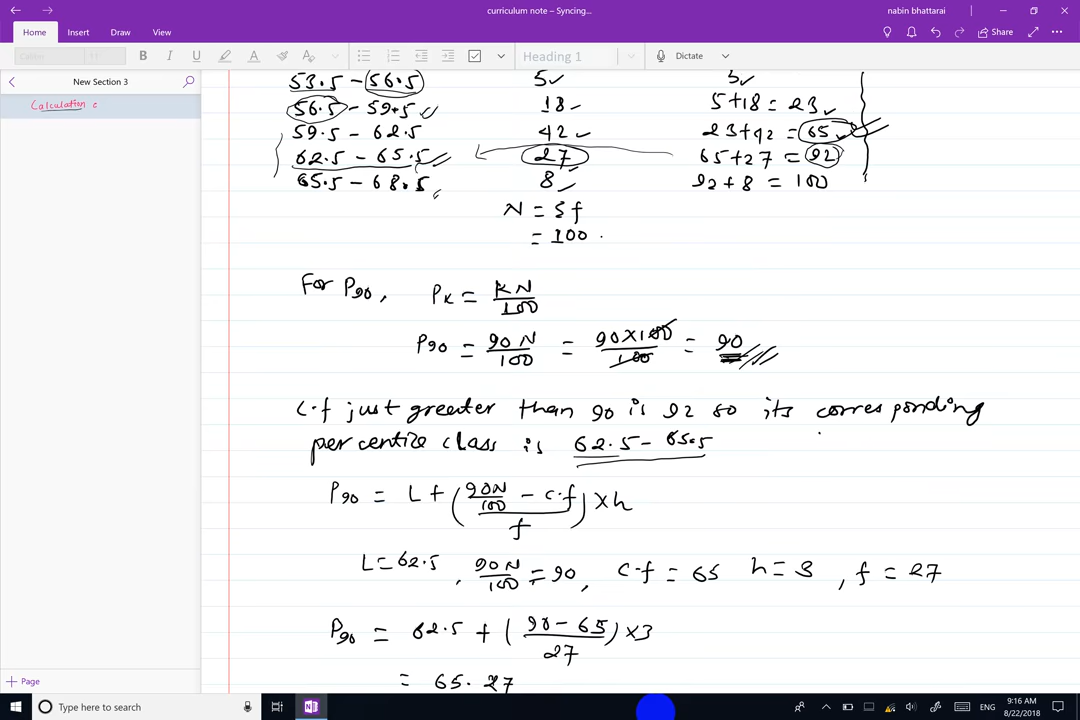 curriculum note – Syncing...
nabin bhattarai
Home Insert Draw View
Share
Calibri 11 B I U A A Heading 1 Dictate
New Section 3
Calculation c
53.5 – 56.5 5 5
56.5 – 59.5 18 5+18 = 23
59.5 – 62.5 42 23+42 = 65
62.5 – 65.5 27 65+27 = 92
65.5 – 68.5 8 92+8 = 100
N = Σf
= 100
For P90, PK = KN/100
P90 = 90N/100 = 90×100/100 = 90
C.f just greater than 90 is 92 so its corresponding
percentile class is 62.5 – 65.5
P90 = L + (90N/100 – C.f / f) × h
L = 62.5, 90N/100 = 90, C.f = 65 h = 3, f = 27
P90 = 62.5 + (90 – 65 / 27) ×3
= 65.27
+ Page
Type here to search
ENG
9:16 AM
8/22/2018